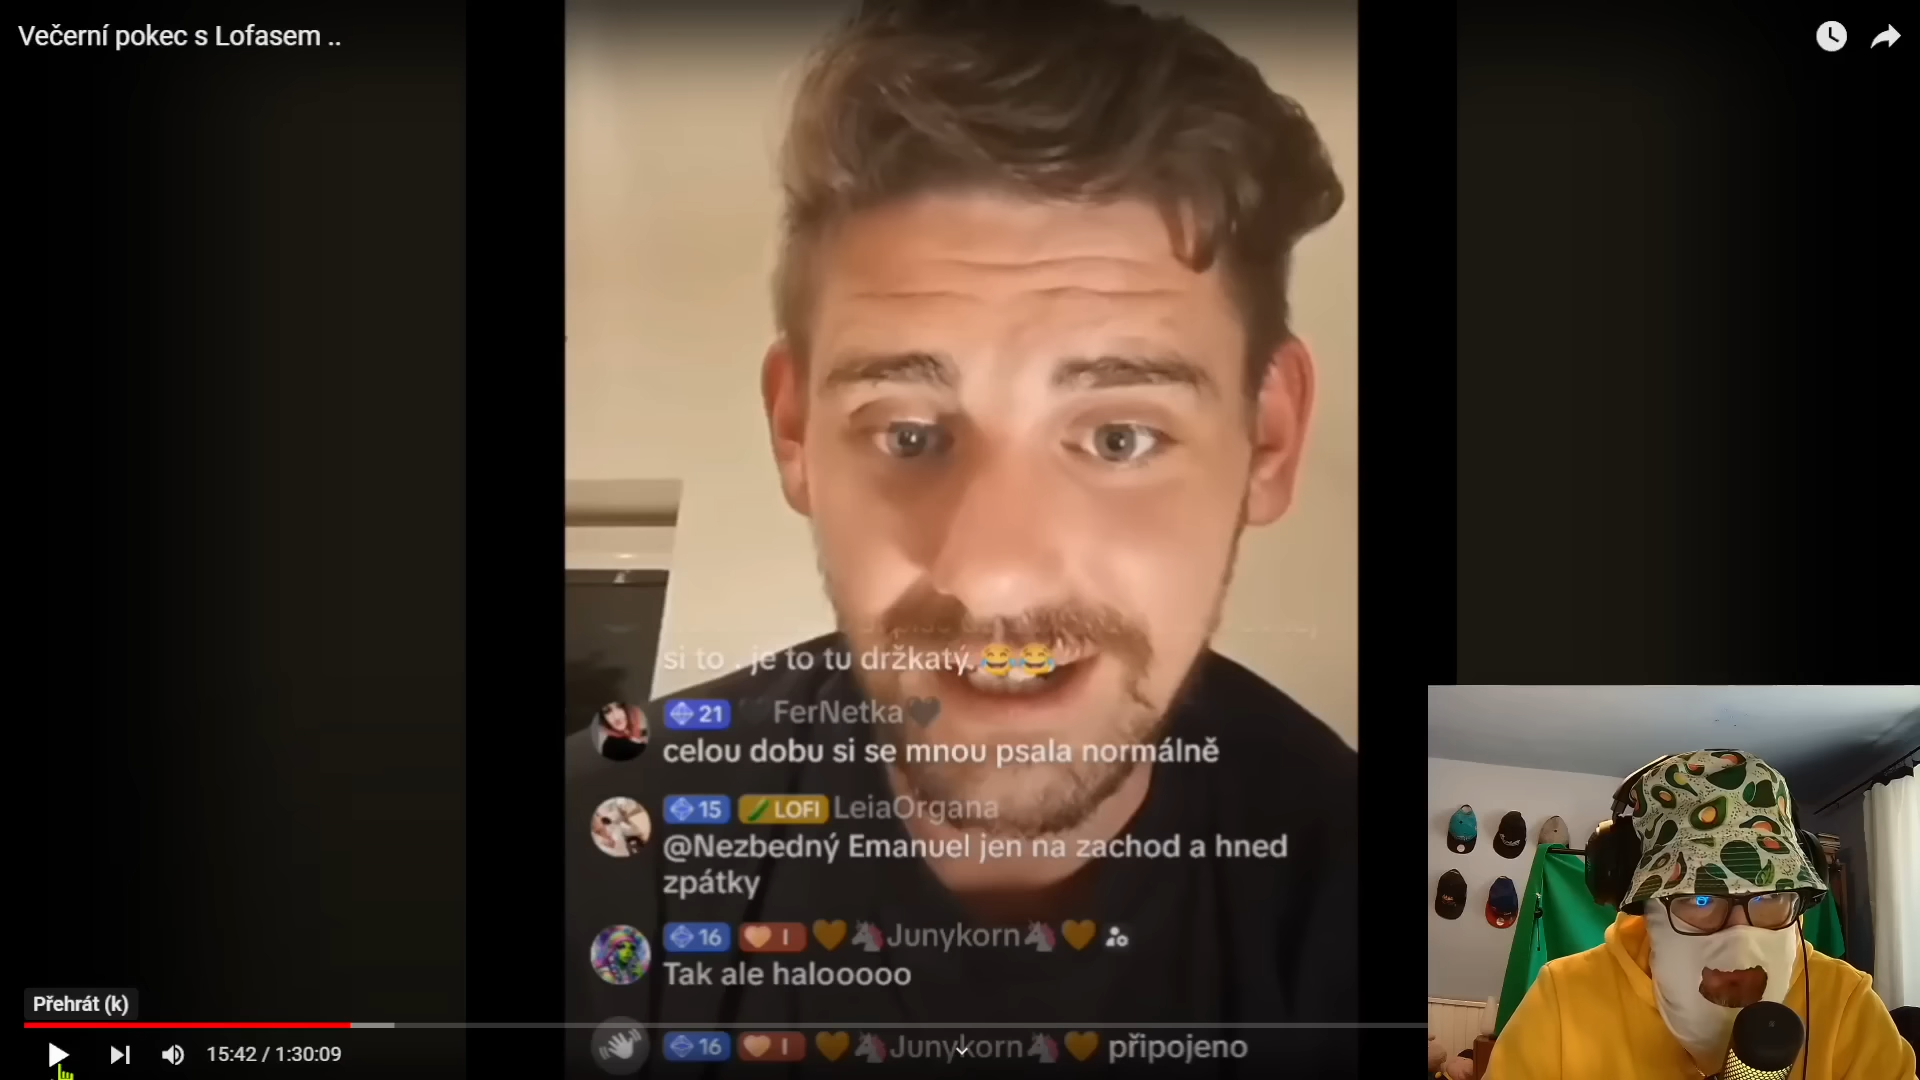 Večerní pokec s Lofasem ..
si to . je to tu držkatý.😂😂
21 FerNetka🖤
celou dobu si se mnou psala normálně
15 LOFI LeiaOrgana
@Nezbedný Emanuel jen na zachod a hned
zpátky
16 I 🧡🦄Junykorn🦄🧡
Tak ale halooooo
16 I 🧡🦄Junykorn🦄🧡 připojeno
Přehrát (k)
15:42 / 1:30:09